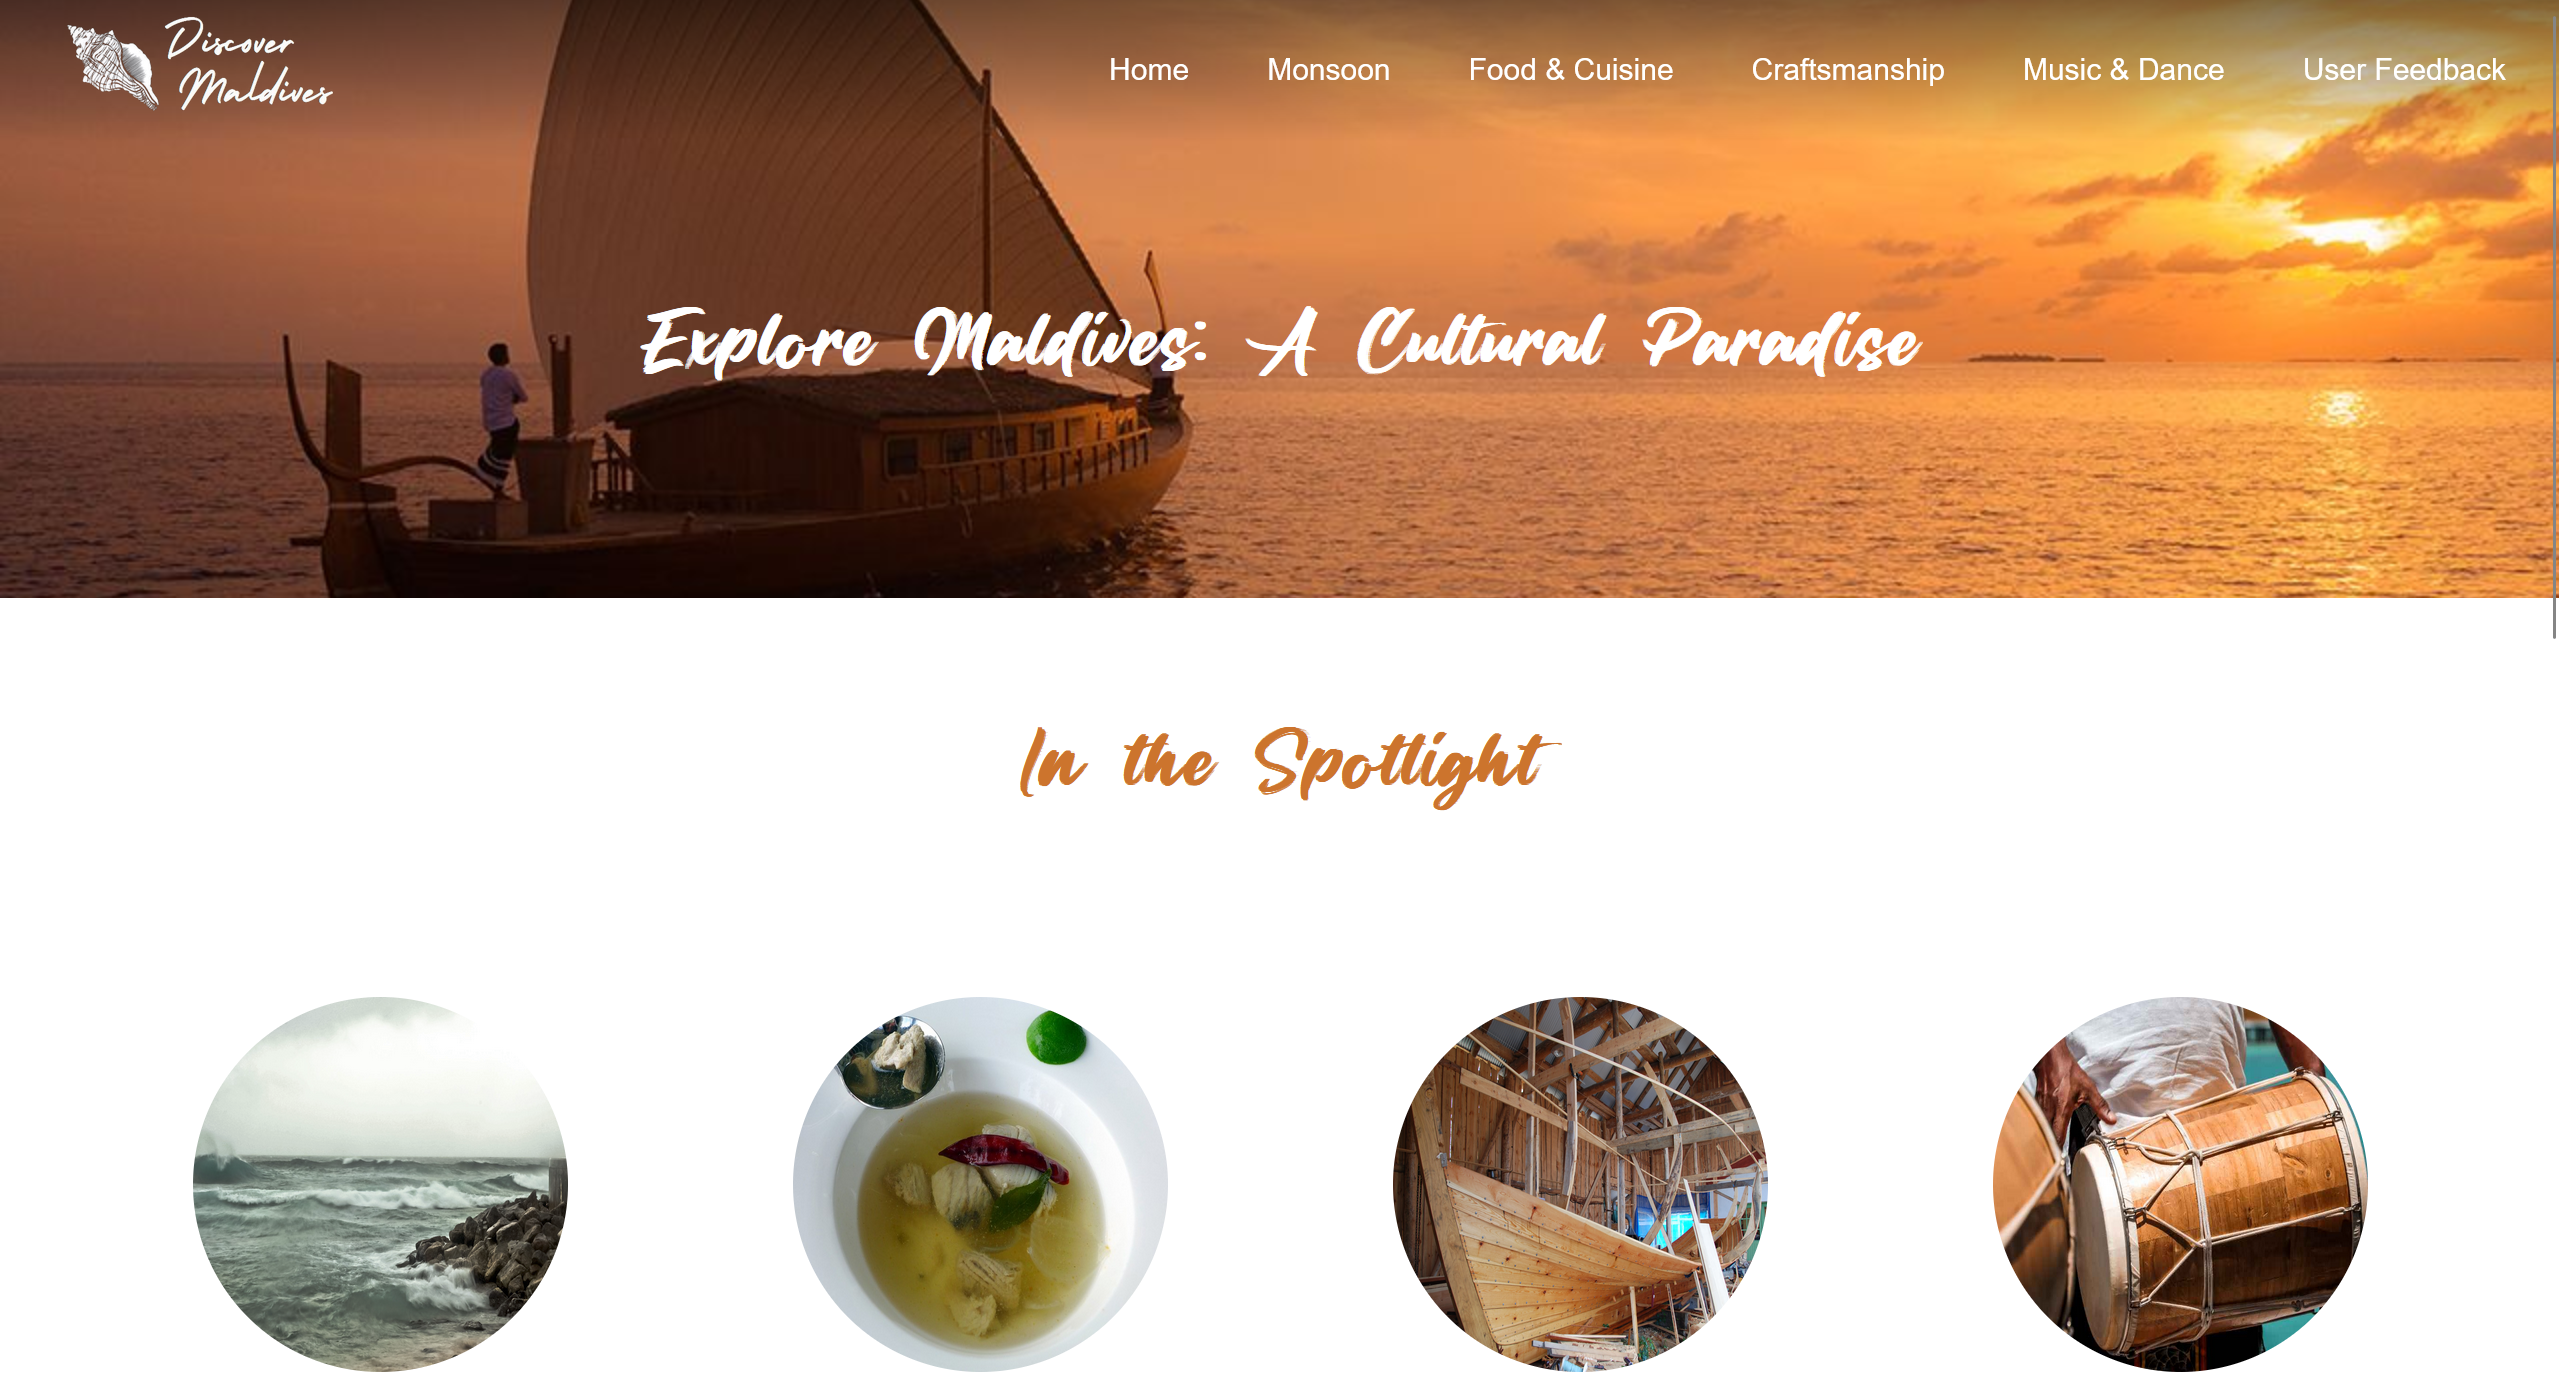 Discover
Maldives
Home Monsoon Food & Cuisine Craftsmanship Music & Dance User Feedback
Explore Maldives: A Cultural Paradise
In the Spotlight